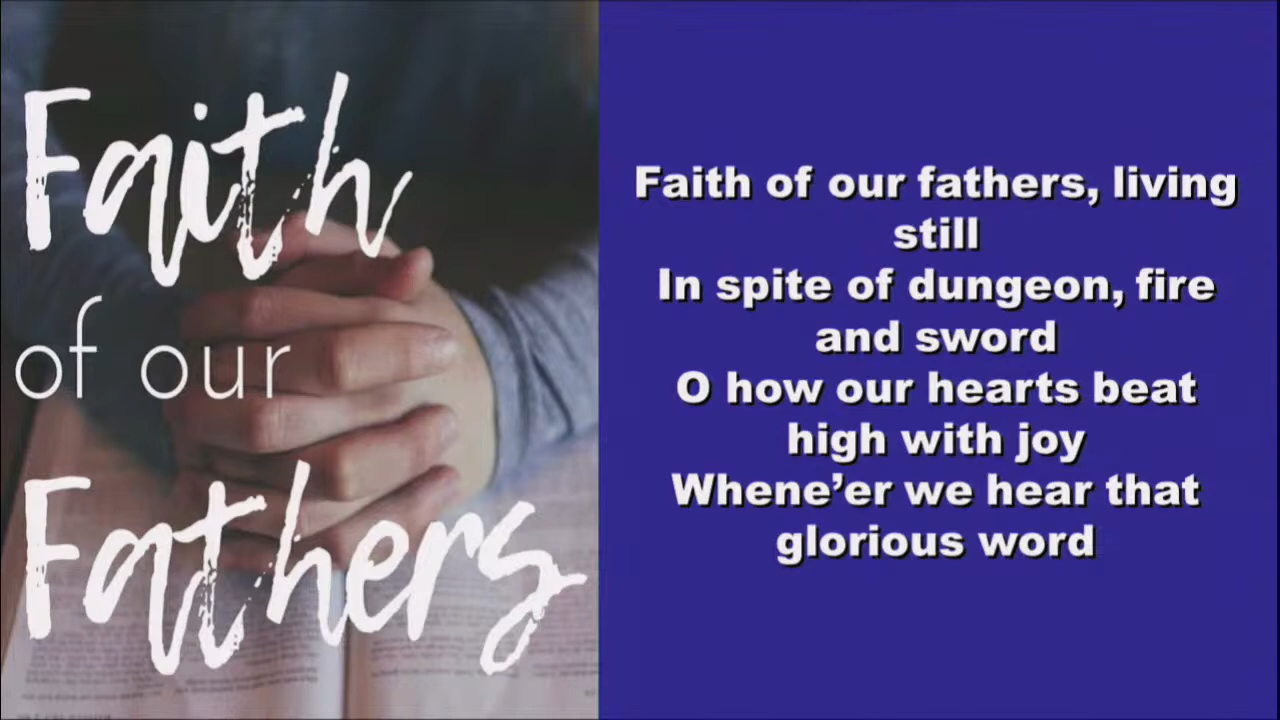 Faith
of our
Fathers
Faith of our fathers, living
still
In spite of dungeon, fire
and sword
O how our hearts beat
high with joy
Whene’er we hear that
glorious word